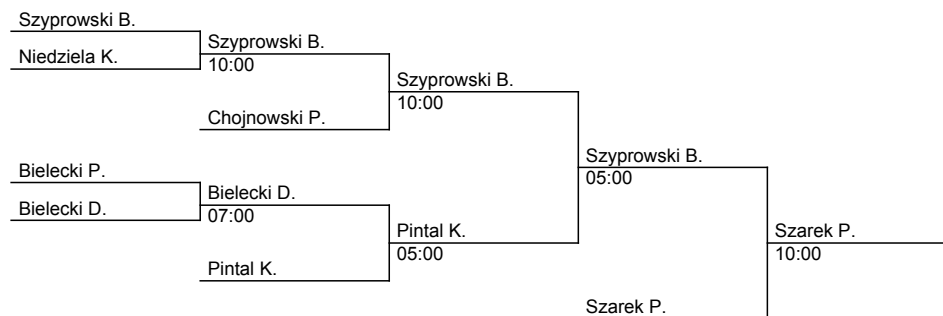 Szyprowski B.
Szyprowski B.
Niedziela K.
10:00
Szyprowski B.
10:00
Chojnowski P.
Szyprowski B.
Bielecki P.
05:00
Bielecki D.
Bielecki D.
07:00
Pintal K.
Szarek P.
05:00
10:00
Pintal K.
Szarek P.